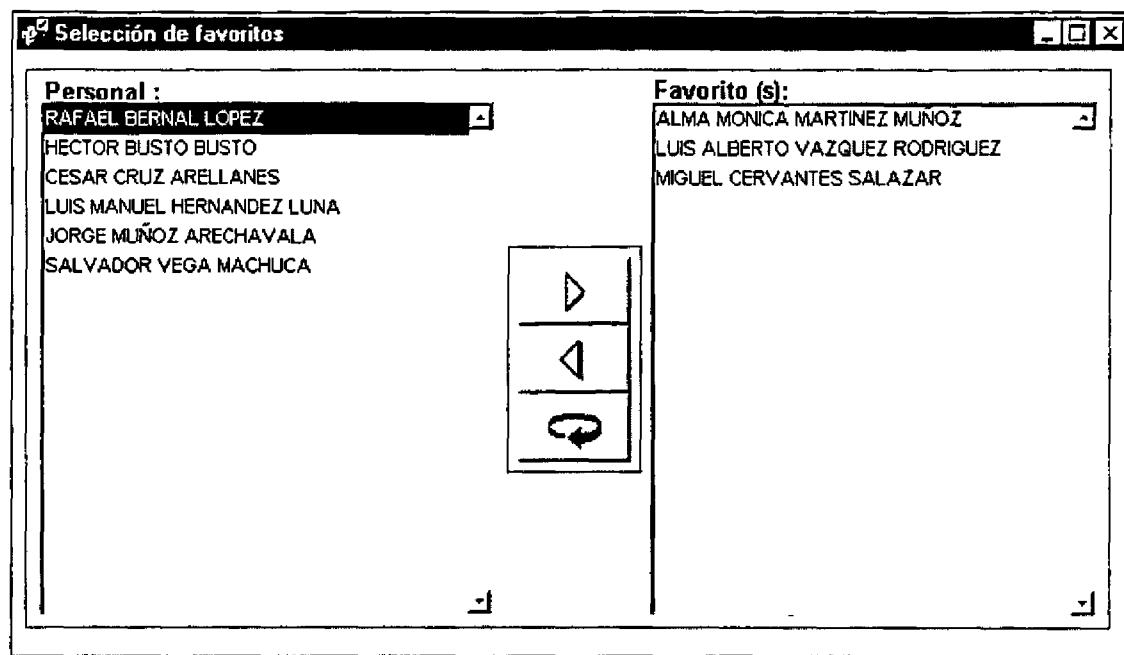 Selección de favoritos
Personal :
RAFAEL BERNAL LOPEZ
HECTOR BUSTO BUSTO
CESAR CRUZ ARELLANES
LUIS MANUEL HERNANDEZ LUNA
JORGE MUÑOZ ARECHAVALA
SALVADOR VEGA MACHUCA
Favorito (s):
ALMA MONICA MARTINEZ MUÑOZ
LUIS ALBERTO VAZQUEZ RODRIGUEZ
MIGUEL CERVANTES SALAZAR